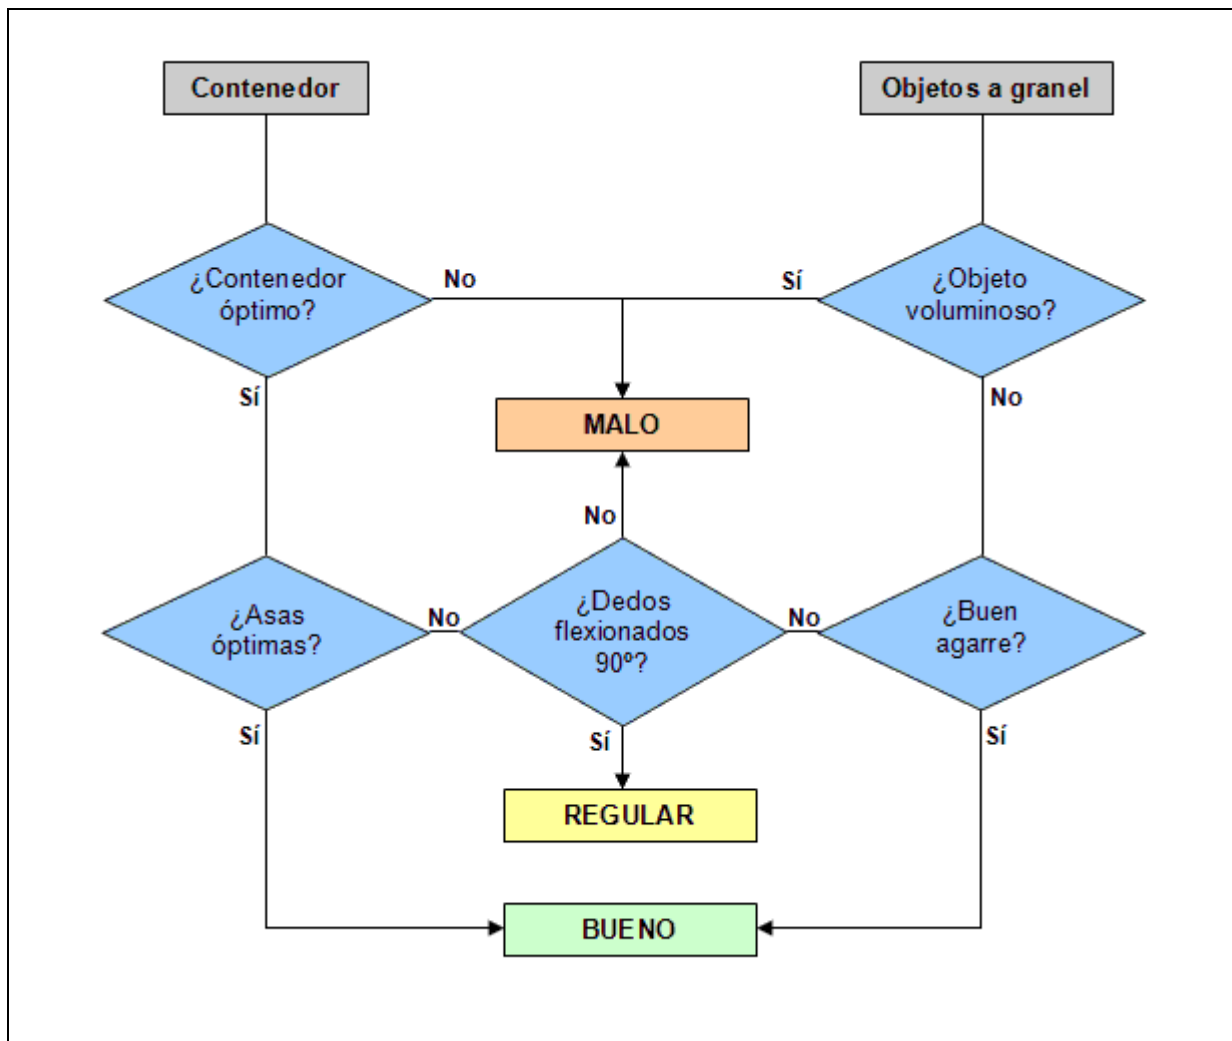 Contenedor
Objetos a granel
¿Contenedor
óptimo?
No
Sí
¿Objeto
voluminoso?
Sí
No
MALO
No
¿Asas
óptimas?
No
¿Dedos
flexionados
90º?
No
¿Buen
agarre?
Sí
Sí
Sí
REGULAR
BUENO